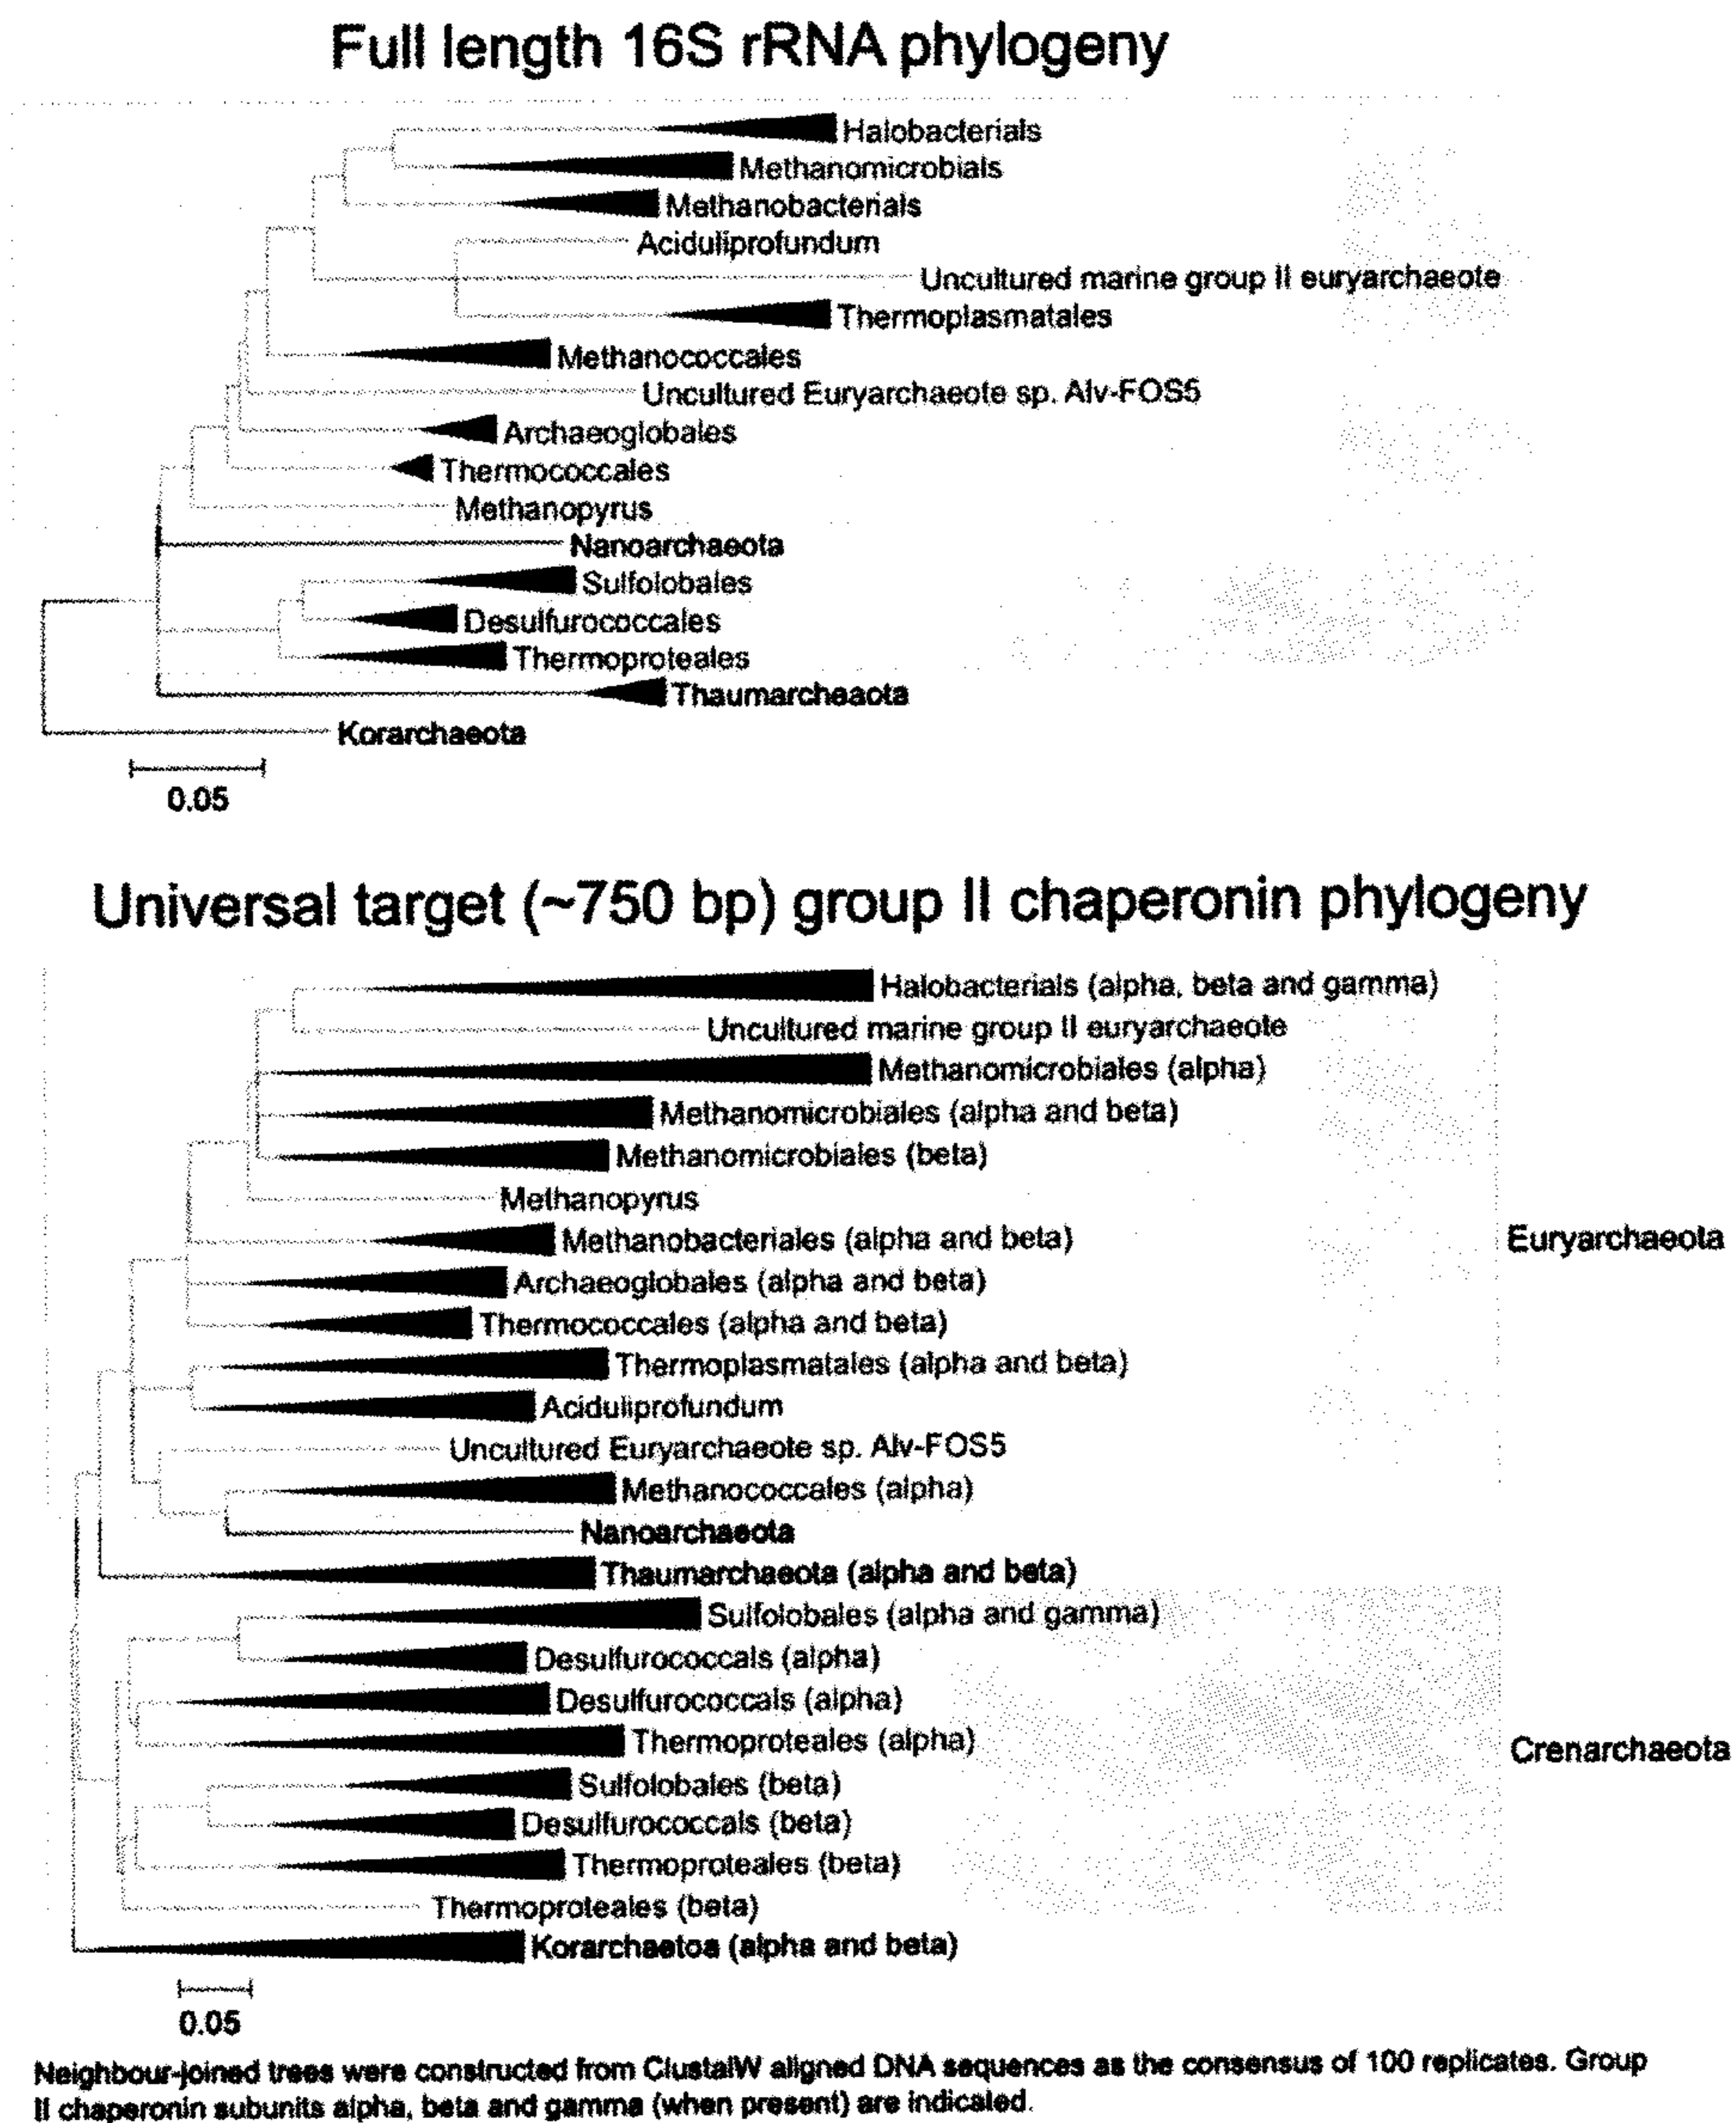 Full length 16S rRNA phylogeny
Halobacterials
Methanomicrobials
Methanobacterials
Aciduliprofundum
Uncultured marine group II euryarchaeote
Thermoplasmatales
Methanococcales
Uncultured Euryarchaeote sp. Alv-FOS5
Archaeoglobales
Thermococcales
Methanopyrus
Nanoarchaeota
Sulfolobales
Desulfurococcales
Thermoproteales
Thaumarcheaota
Korarchaeota
0.05
Universal target (~750 bp) group II chaperonin phylogeny
Halobacterials (alpha, beta and gamma)
Uncultured marine group II euryarchaeote
Methanomicrobiales (alpha)
Methanomicrobiales (alpha and beta)
Methanomicrobiales (beta)
Methanopyrus
Methanobacteriales (alpha and beta)
Euryarchaeota
Archaeoglobales (alpha and beta)
Thermococcales (alpha and beta)
Thermoplasmatales (alpha and beta)
Aciduliprofundum
Uncultured Euryarchaeote sp. Alv-FOS5
Methanococcales (alpha)
Nanoarchaeota
Thaumarchaeota (alpha and beta)
Sulfolobales (alpha and gamma)
Desulfurococcals (alpha)
Desulfurococcals (alpha)
Thermoproteales (alpha)
Crenarchaeota
Sulfolobales (beta)
Desulfurococcals (beta)
Thermoproteales (beta)
Thermoproteales (beta)
Korarchaetoa (alpha and beta)
0.05
Neighbour-joined trees were constructed from ClustalW aligned DNA sequences as the consensus of 100 replicates. Group
II chaperonin subunits alpha, beta and gamma (when present) are indicated.